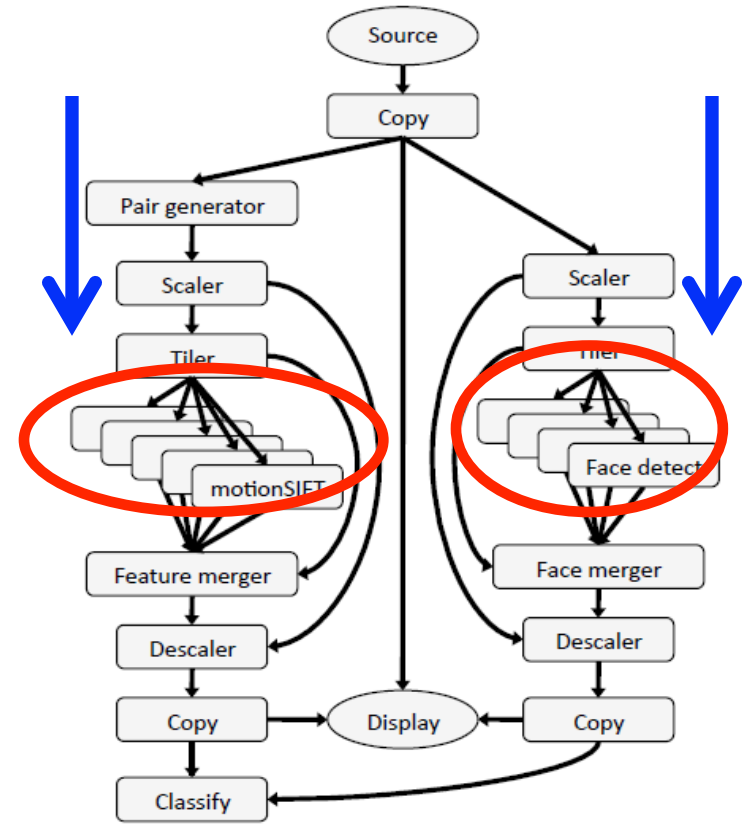 Source
Copy
Pair generator
Scaler
Scaler
Tiler
Tiler
motionSIFT
Face detect
Feature merger
Face merger
Descaler
Descaler
Copy
Display
Copy
Classify